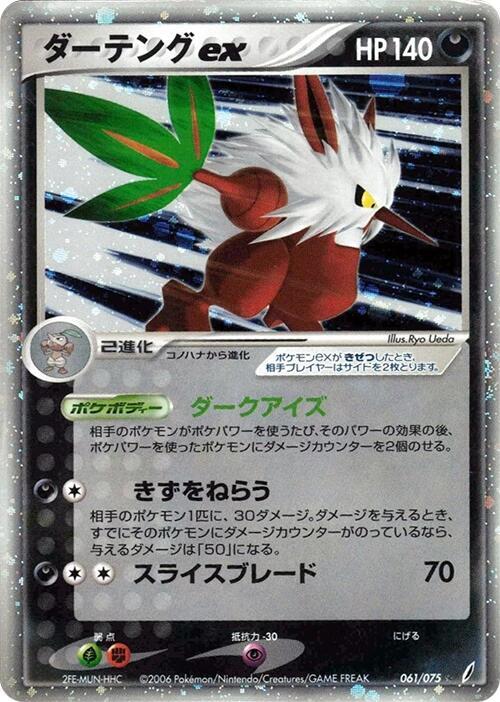 ダーテングex HP140
Illus.Ryo Ueda
2進化
コノハナから進化
ポケモンexが きぜつしたとき、
相手プレイヤーはサイドを2枚とります。
ポケボディー ダークアイズ
相手のポケモンがポケパワーを使うたび、そのパワーの効果の後、
ポケパワーを使ったポケモンにダメージカウンターを2個のせる。
きずをねらう
相手のポケモン1匹に、30ダメージ。ダメージを与えるとき、
すでにそのポケモンにダメージカウンターがのっているなら、
与えるダメージは「50」になる。
スライスブレード 70
弱点 抵抗力 -30 にげる
2FE-MUN-HHC ©2006 Pokémon/Nintendo/Creatures/GAME FREAK 061/075